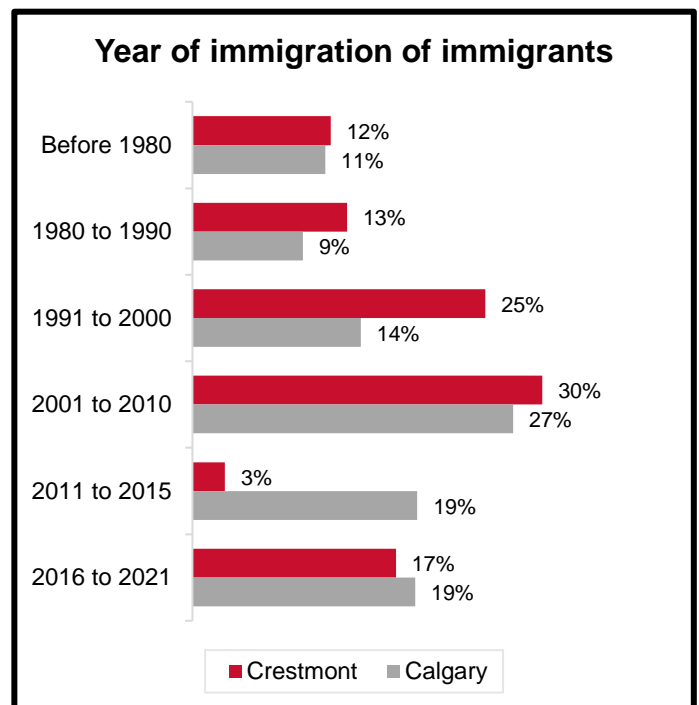 Year of immigration of immigrants
Before 1980
12%
11%
1980 to 1990
13%
9%
1991 to 2000
25%
14%
2001 to 2010
30%
27%
2011 to 2015
3%
19%
2016 to 2021
17%
19%
Crestmont Calgary